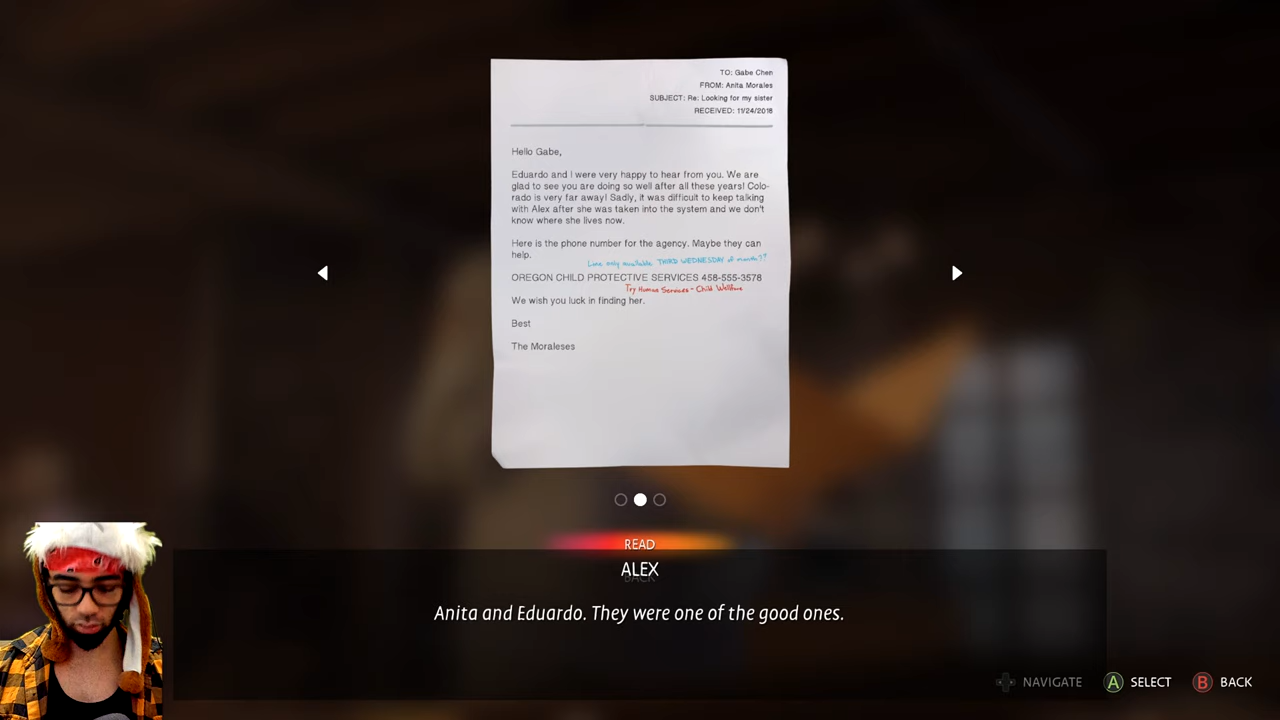 TO: Gabe Chen
FROM: Anita Morales
SUBJECT: Re: Looking for my sister
RECEIVED: 11/24/2018
Hello Gabe,
Eduardo and I were very happy to hear from you. We are
glad to see you are doing so well after all these years! Colo-
rado is very far away! Sadly, it was difficult to keep talking
with Alex after she was taken into the system and we don't
know where she lives now.
Here is the phone number for the agency. Maybe they can
help.
Line only available THIRD WEDNESDAY of month??
OREGON CHILD PROTECTIVE SERVICES 458-555-3578
Try Human Services - Child Welfare
We wish you luck in finding her.
Best
The Moraleses
READ
ALEX
BACK
Anita and Eduardo. They were one of the good ones.
NAVIGATE A SELECT B BACK